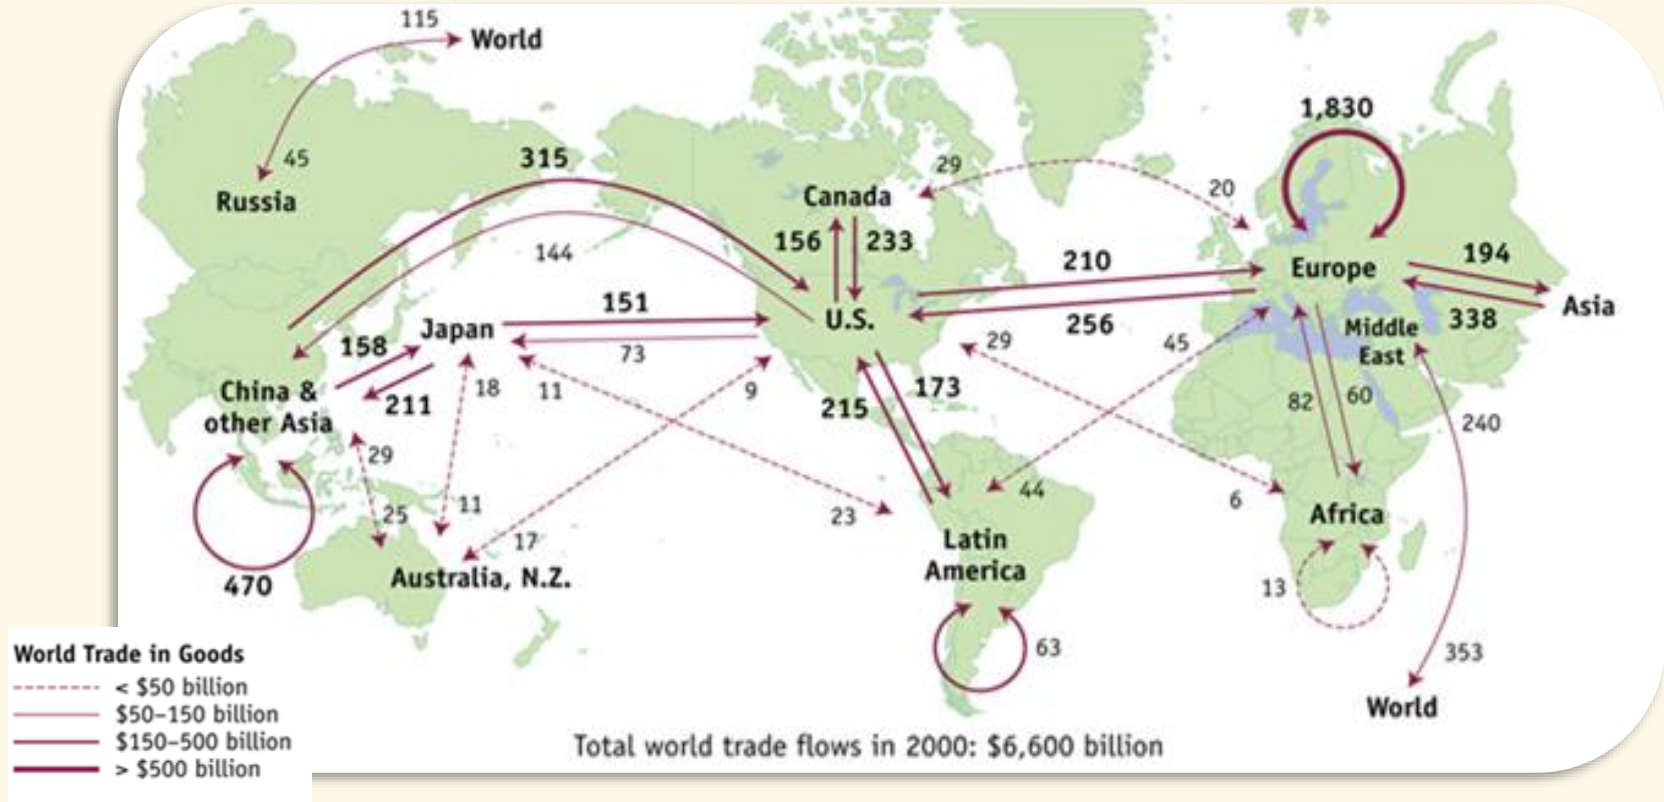 115
World
45
Russia
315
144
29
Canada
20
1,830
156
233
210
256
U.S.
Europe
194
338
Asia
Middle
East
151
73
Japan
158
211
China &
other Asia
18
11
9
29
45
215
173
82
60
240
29
25
11
17
23
44
6
470
Australia, N.Z.
Latin
America
Africa
13
63
353
World
World Trade in Goods
< $50 billion
$50–150 billion
$150–500 billion
> $500 billion
Total world trade flows in 2000: $6,600 billion